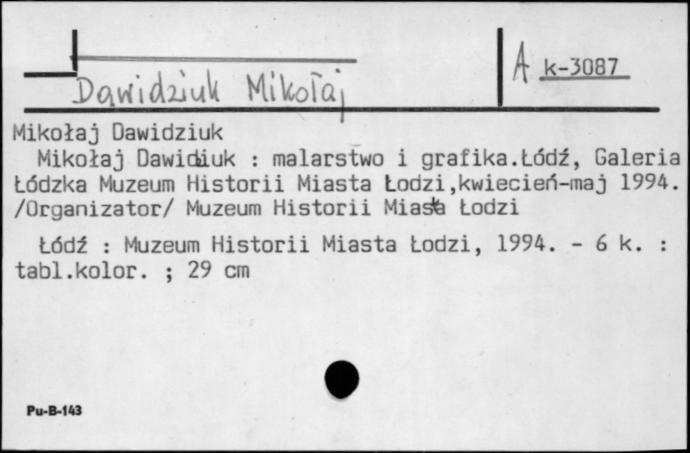 Dawidziuk Mikołaj
A k-3087
Mikołaj Dawidziuk
Mikołaj Dawidziuk : malarstwo i grafika.Łódź, Galeria
Łódzka Muzeum Historii Miasta Łodzi,kwiecień-maj 1994.
/Organizator/ Muzeum Historii Miasta Łodzi
Łódź : Muzeum Historii Miasta Łodzi, 1994. - 6 k. :
tabl.kolor. ; 29 cm
Pu-B-143